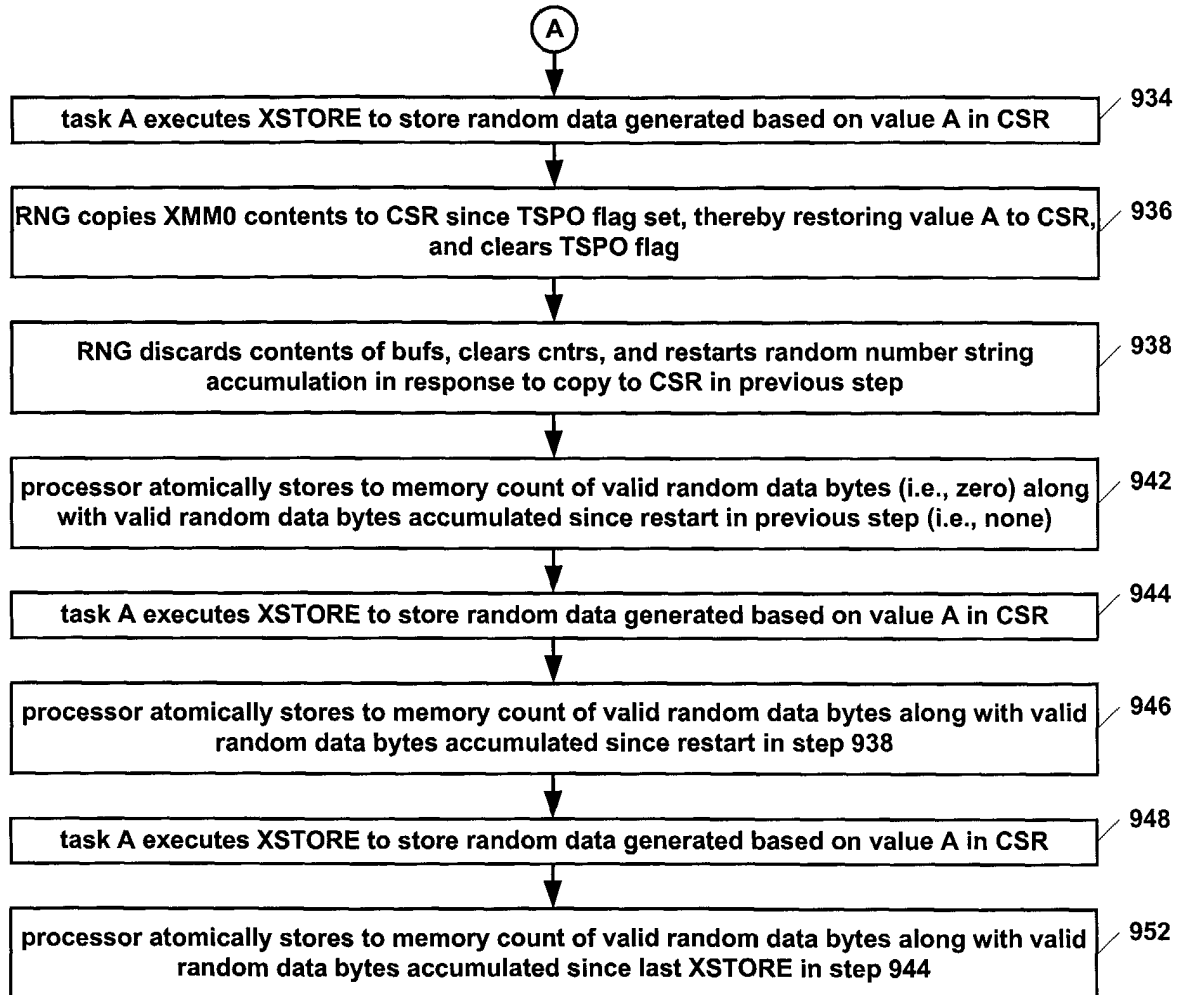 A
task A executes XSTORE to store random data generated based on value A in CSR
934
RNG copies XMM0 contents to CSR since TSPO flag set, thereby restoring value A to CSR,
and clears TSPO flag
936
RNG discards contents of bufs, clears cntrs, and restarts random number string
accumulation in response to copy to CSR in previous step
938
processor atomically stores to memory count of valid random data bytes (i.e., zero) along
with valid random data bytes accumulated since restart in previous step (i.e., none)
942
task A executes XSTORE to store random data generated based on value A in CSR
944
processor atomically stores to memory count of valid random data bytes along with valid
random data bytes accumulated since restart in step 938
946
task A executes XSTORE to store random data generated based on value A in CSR
948
processor atomically stores to memory count of valid random data bytes along with valid
random data bytes accumulated since last XSTORE in step 944
952